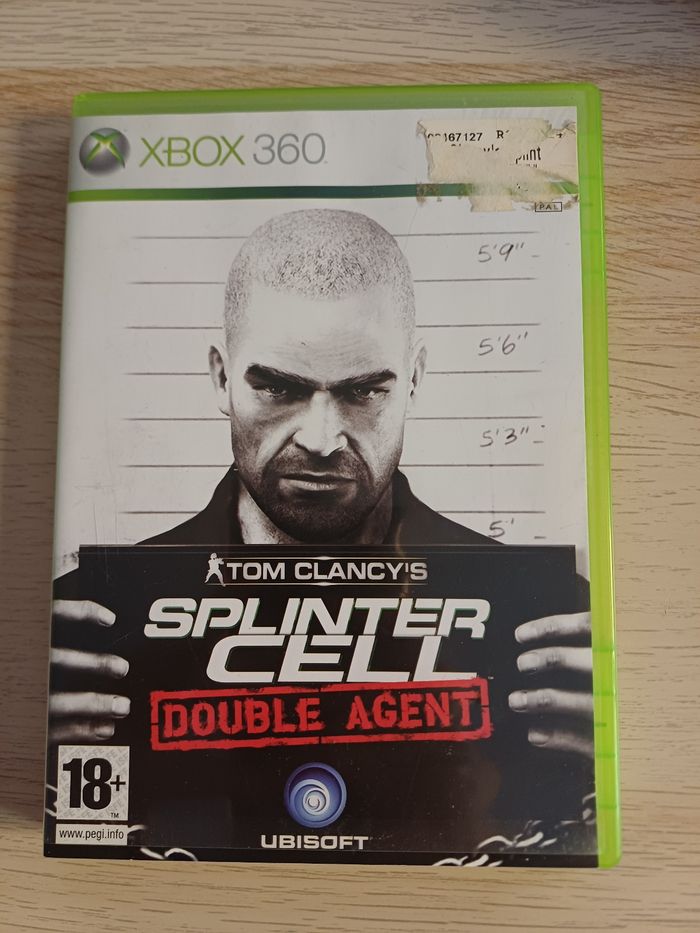 XBOX 360
167127
PAL
5'9"
5'6"
5'3"
5'
TOM CLANCY'S
SPLINTER
CELL
DOUBLE AGENT
18+
www.pegi.info
UBISOFT